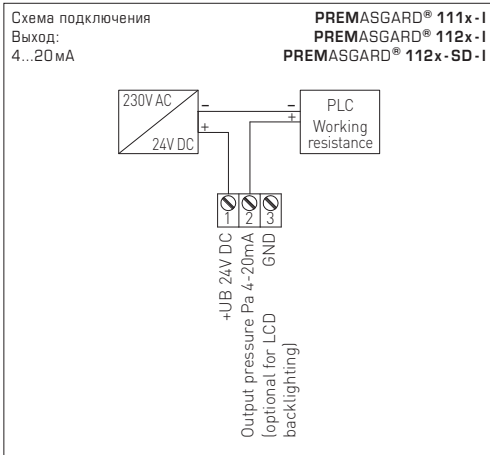 Схема подключения
Выход:
4...20 мА
PREMASGARD® 111x-I
PREMASGARD® 112x-I
PREMASGARD® 112x-SD-I
230V AC
24V DC
–
+
–
+
PLC
Working
resistance
1
2
3
+UB 24V DC
Output pressure Pa 4-20mA
GND
(optional for LCD
backlighting)